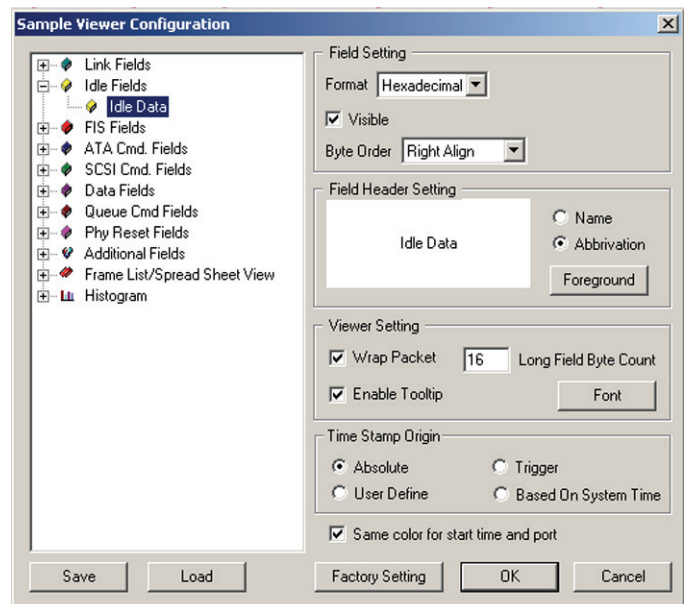 Sample Viewer Configuration
Link Fields
Idle Fields
Idle Data
FIS Fields
ATA Cmd. Fields
SCSI Cmd. Fields
Data Fields
Queue Cmd Fields
Phy Reset Fields
Additional Fields
Frame List/Spread Sheet View
Histogram
Field Setting
Format Hexadecimal
Visible
Byte Order Right Align
Field Header Setting
Idle Data
Name
Abbrivation
Foreground
Viewer Setting
Wrap Packet 16 Long Field Byte Count
Enable Tooltip Font
Time Stamp Origin
Absolute Trigger
User Define Based On System Time
Same color for start time and port
Save Load Factory Setting OK Cancel